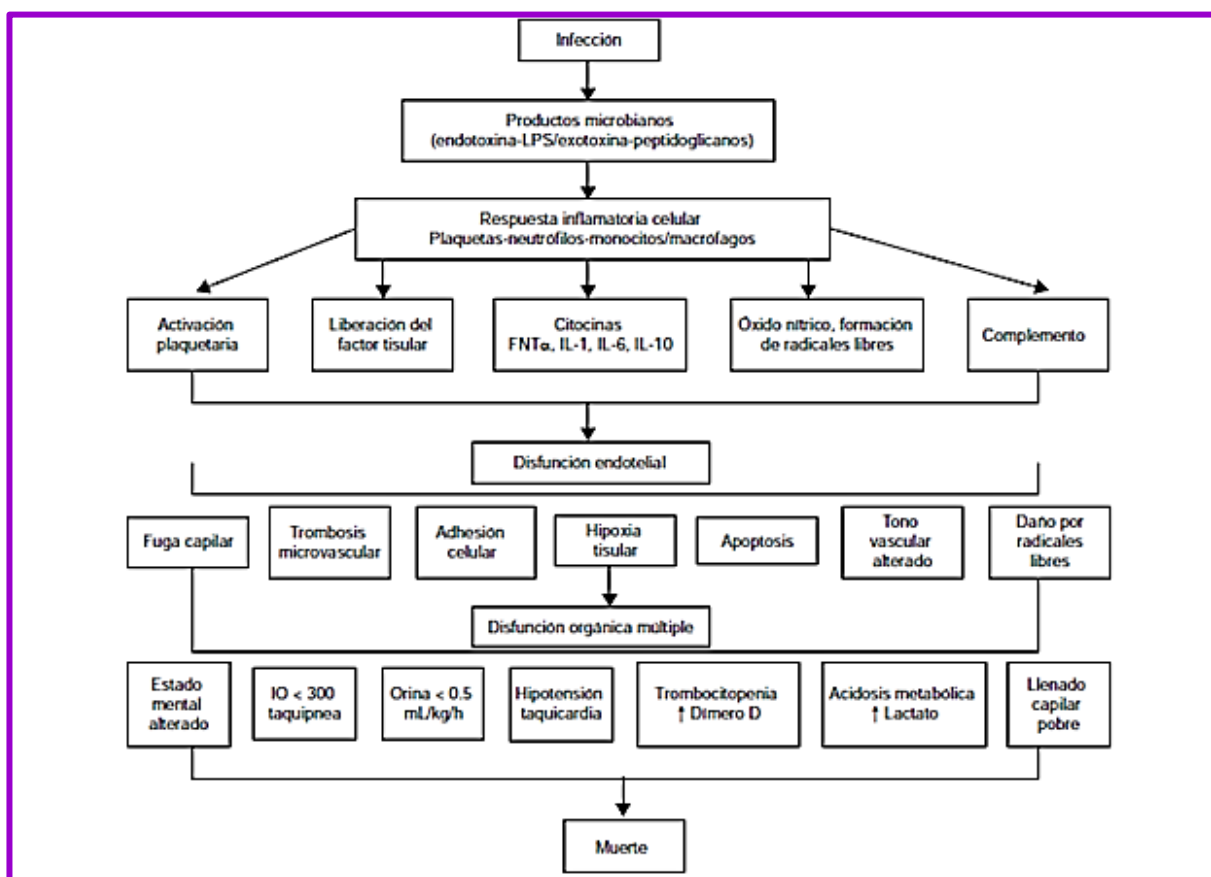 Infección
Productos microbianos
(endotoxina-LPS/exotoxina-peptidoglicanos)
Respuesta inflamatoria celular
Plaquetas-neutrófilos-monocitos/macrófagos
Activación
plaquetaria
Liberación del
factor tisular
Citocinas
FNTα, IL-1, IL-6, IL-10
Óxido nítrico, formación
de radicales libres
Complemento
Disfunción endotelial
Fuga capilar
Trombosis
microvascular
Adhesión
celular
Hipoxia
tisular
Apoptosis
Tono
vascular
alterado
Daño por
radicales
libres
Disfunción orgánica múltiple
Estado
mental
alterado
IO < 300
taquipnea
Orina < 0.5
mL/kg/h
Hipotensión
taquicardia
Trombocitopenia
↑ Dímero D
Acidosis metabólica
↑ Lactato
Llenado
capilar
pobre
Muerte